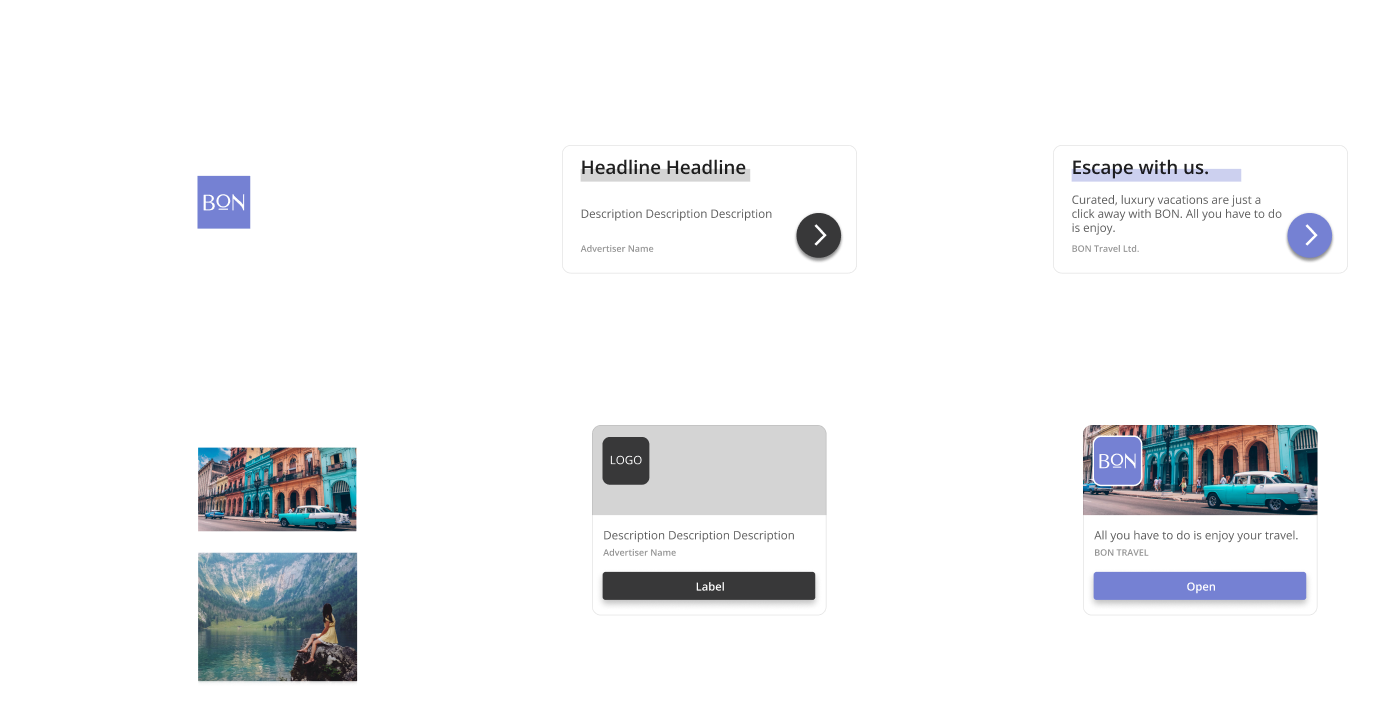 BON
Headline Headline
Description Description Description
Advertiser Name
Escape with us.
Curated, luxury vacations are just a
click away with BON. All you have to do
is enjoy.
BON Travel Ltd.
LOGO
Description Description Description
Advertiser Name
Label
BON
All you have to do is enjoy your travel.
BON TRAVEL
Open